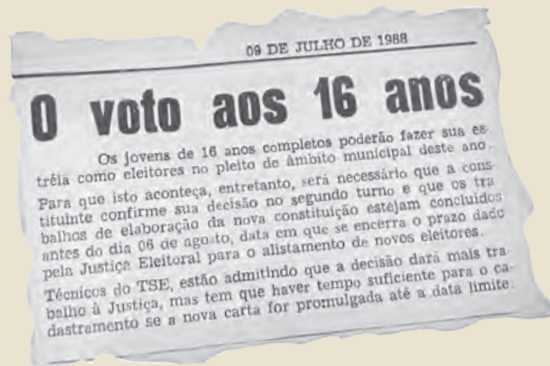 09 DE JULHO DE 1988
O voto aos 16 anos
Os jovens de 16 anos completos poderão fazer sua es-
tréia como eleitores no pleito de âmbito municipal deste ano.
Para que isto aconteça, entretanto, será necessário que a cons-
tituinte confirme sua decisão no segundo turno e que os tra
balhos de elaboração da nova constituição estejam concluídos
antes do dia 06 de agosto, data em que se encerra o prazo dado
pela Justiça Eleitoral para o alistamento de novos eleitores.
Técnicos do TSE, estão admitindo que a decisão dará mais tra-
balho à Justiça, mas tem que haver tempo suficiente para o ca-
dastramento se a nova carta for promulgada até a data limite.